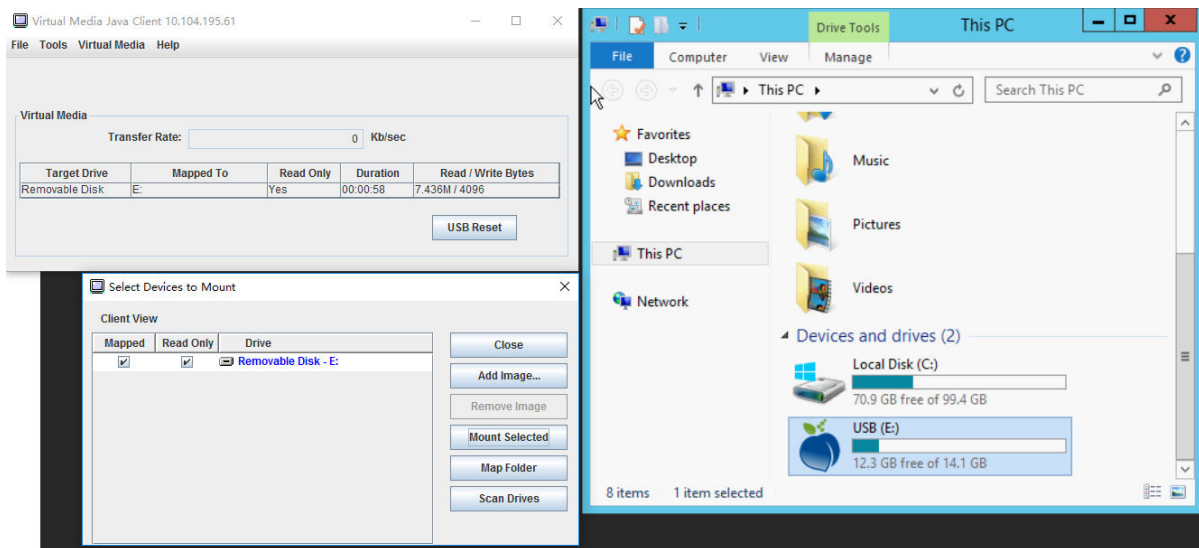 Virtual Media Java Client 10.104.195.61
File Tools Virtual Media Help
Virtual Media
Transfer Rate: 0 Kb/sec
Target Drive Mapped To Read Only Duration Read / Write Bytes
Removable Disk E: Yes 00:00:58 7.436M / 4096
USB Reset
Select Devices to Mount
Client View
Mapped Read Only Drive
Removable Disk - E:
Close
Add Image...
Remove Image
Mount Selected
Map Folder
Scan Drives
Drive Tools This PC
File Computer View Manage
This PC
Search This PC
Favorites
Desktop
Downloads
Recent places
This PC
Network
Music
Pictures
Videos
Devices and drives (2)
Local Disk (C:)
70.9 GB free of 99.4 GB
USB (E:)
12.3 GB free of 14.1 GB
8 items 1 item selected